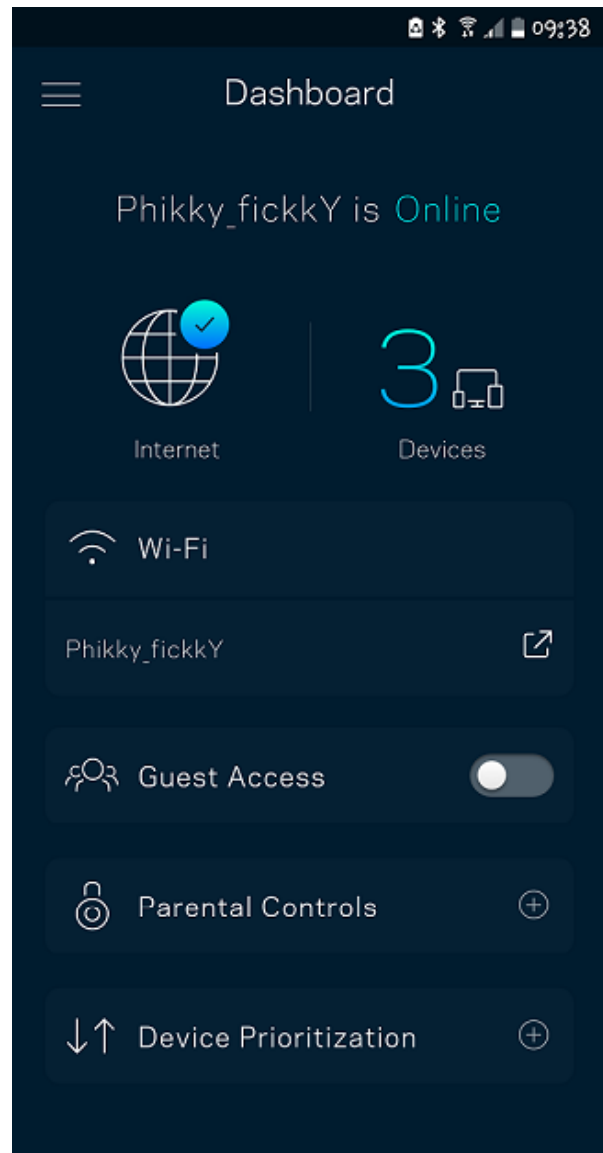 09:38
Dashboard
Phikky_fickkY is Online
3
Internet
Devices
Wi-Fi
Phikky_fickkY
Guest Access
Parental Controls
Device Prioritization